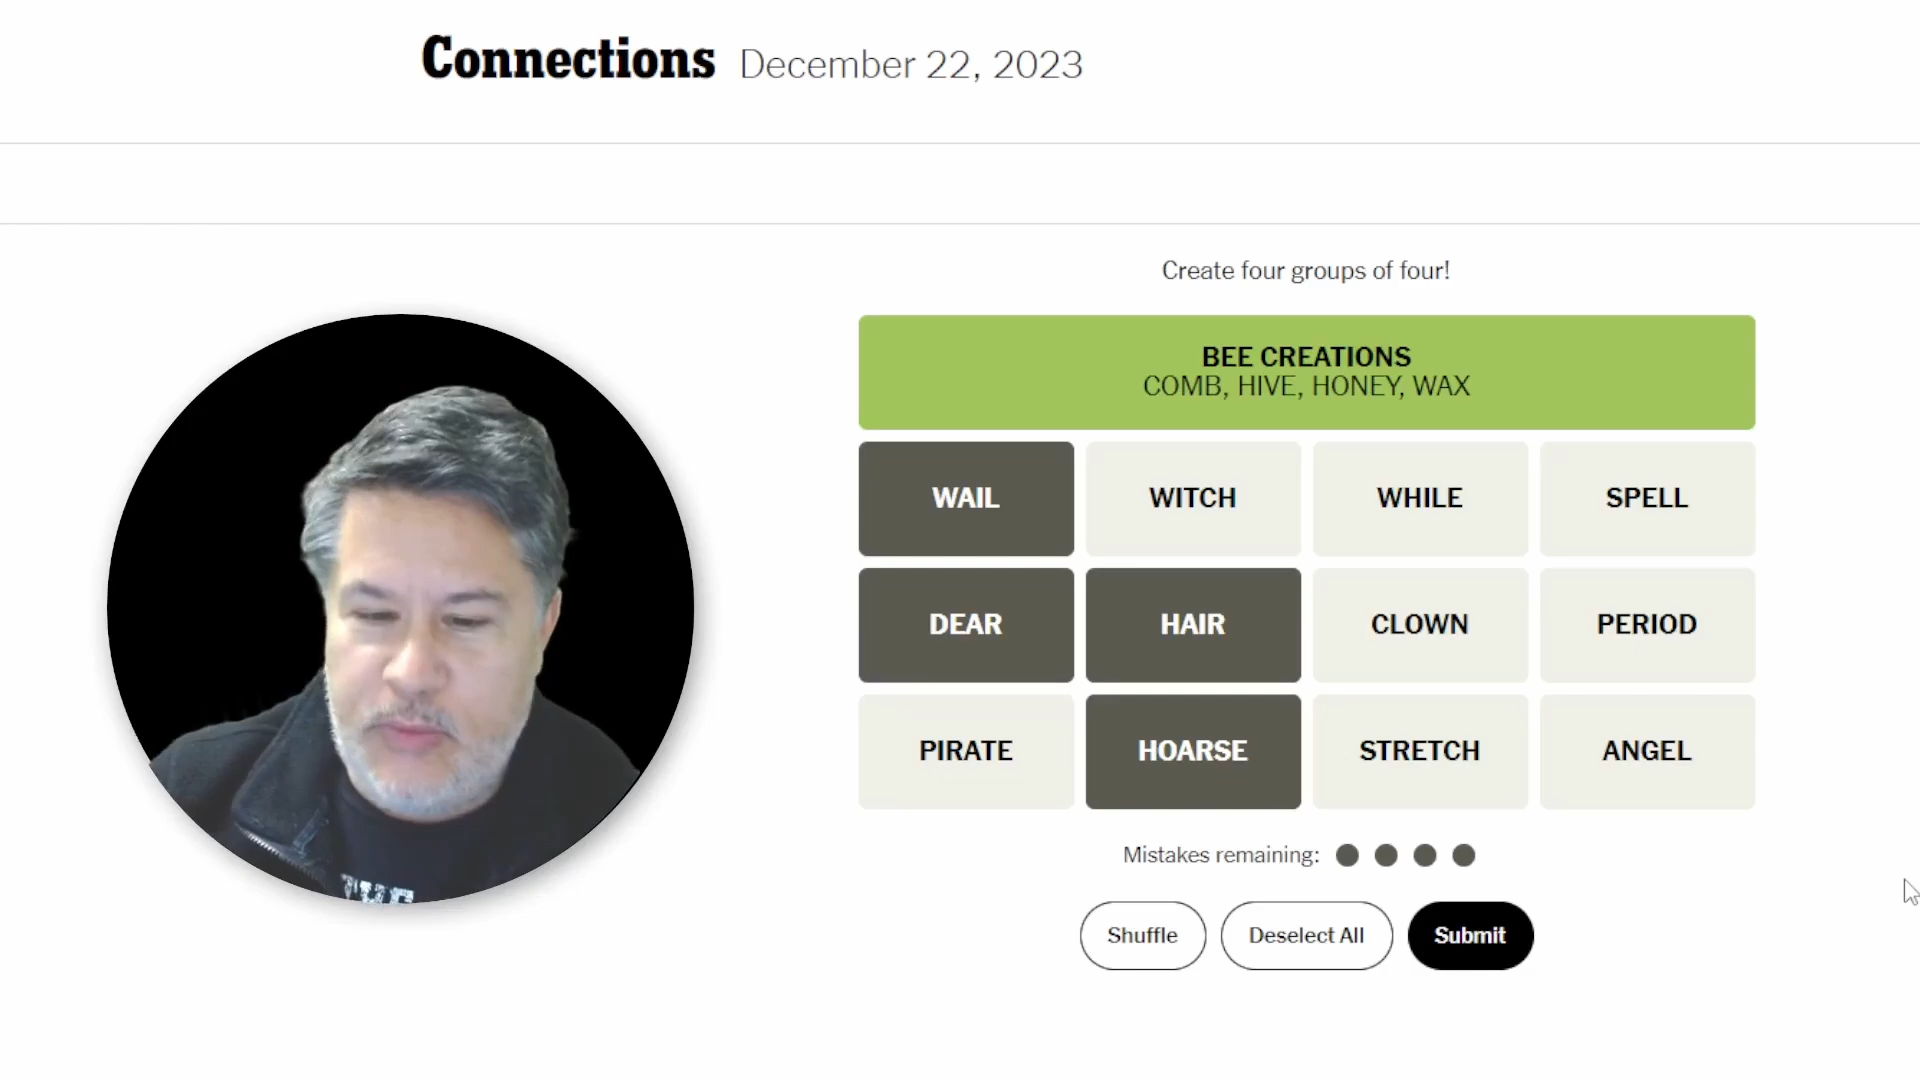 Connections December 22, 2023
Create four groups of four!
BEE CREATIONS
COMB, HIVE, HONEY, WAX
WAIL WITCH WHILE SPELL
DEAR HAIR CLOWN PERIOD
PIRATE HOARSE STRETCH ANGEL
Mistakes remaining:
Shuffle Deselect All Submit